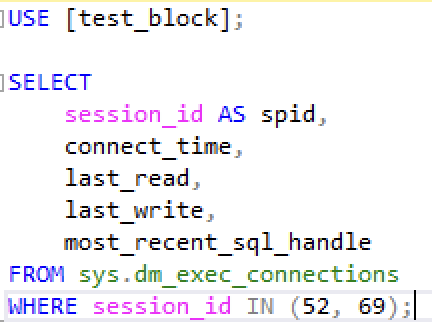 USE [test_block];
SELECT
session_id AS spid,
connect_time,
last_read,
last_write,
most_recent_sql_handle
FROM sys.dm_exec_connections
WHERE session_id IN (52, 69);